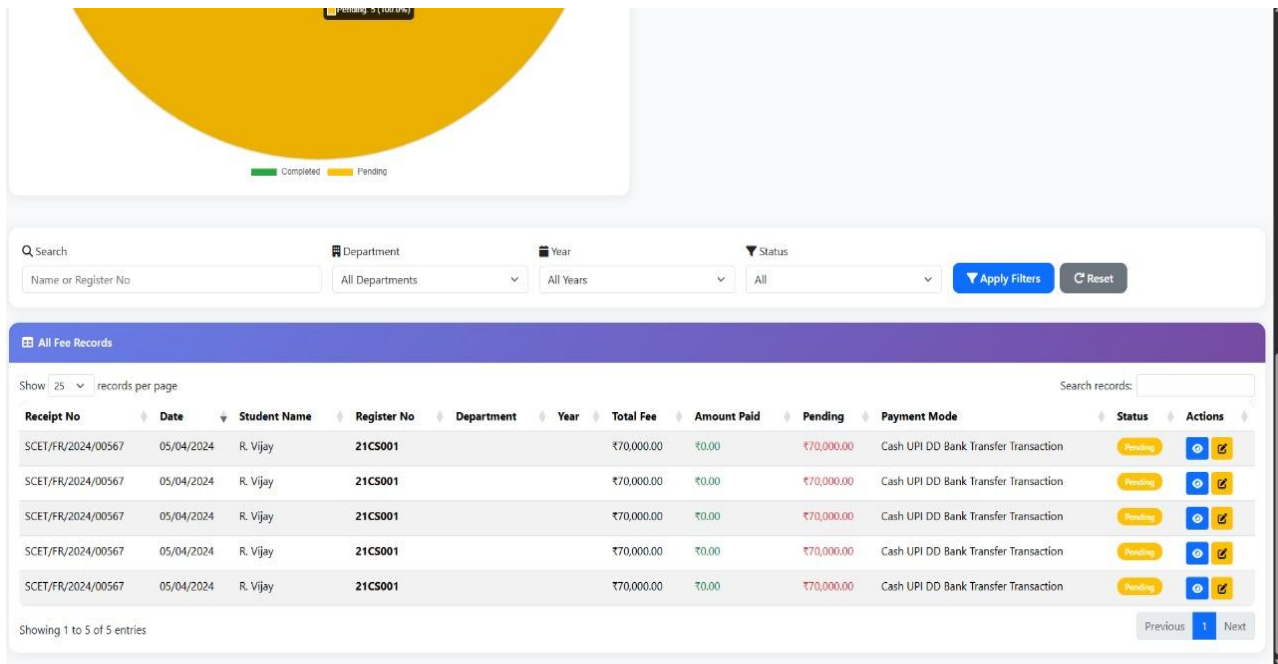 Pending: 5 (100.0%)
Completed Pending
Search Department Year Status
Name or Register No All Departments All Years All Apply Filters Reset
All Fee Records
Show 25 records per page Search records:
Receipt No Date Student Name Register No Department Year Total Fee Amount Paid Pending Payment Mode Status Actions
SCET/FR/2024/00567 05/04/2024 R. Vijay 21CS001 ₹70,000.00 ₹0.00 ₹70,000.00 Cash UPI DD Bank Transfer Transaction Pending
SCET/FR/2024/00567 05/04/2024 R. Vijay 21CS001 ₹70,000.00 ₹0.00 ₹70,000.00 Cash UPI DD Bank Transfer Transaction Pending
SCET/FR/2024/00567 05/04/2024 R. Vijay 21CS001 ₹70,000.00 ₹0.00 ₹70,000.00 Cash UPI DD Bank Transfer Transaction Pending
SCET/FR/2024/00567 05/04/2024 R. Vijay 21CS001 ₹70,000.00 ₹0.00 ₹70,000.00 Cash UPI DD Bank Transfer Transaction Pending
SCET/FR/2024/00567 05/04/2024 R. Vijay 21CS001 ₹70,000.00 ₹0.00 ₹70,000.00 Cash UPI DD Bank Transfer Transaction Pending
Showing 1 to 5 of 5 entries Previous 1 Next